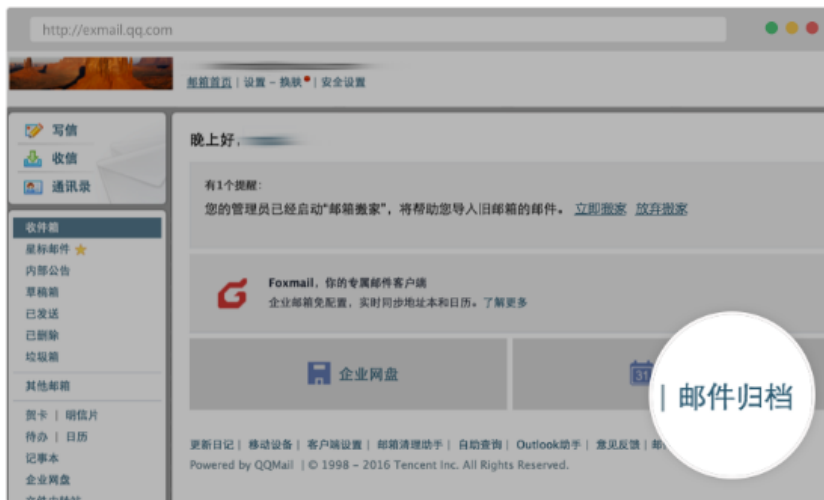 http://exmail.qq.com
邮箱首页 | 设置 - 换肤 | 安全设置
写信
收信
通讯录
晚上好,
有1个提醒:
您的管理员已经启动“邮箱搬家”，将帮助您导入旧邮箱的邮件。 立即搬家 放弃搬家
收件箱
星标邮件
内部公告
草稿箱
已发送
已删除
垃圾箱
其他邮箱
贺卡 | 明信片
待办 | 日历
记事本
企业网盘
Foxmail，你的专属邮件客户端
企业邮箱免配置，实时同步地址本和日历。了解更多
企业网盘
31
| 邮件归档
更新日记 | 移动设备 | 客户端设置 | 邮箱清理助手 | 自助查询 | Outlook助手 | 意见反馈 |
Powered by QQMail | © 1998 - 2016 Tencent Inc. All Rights Reserved.